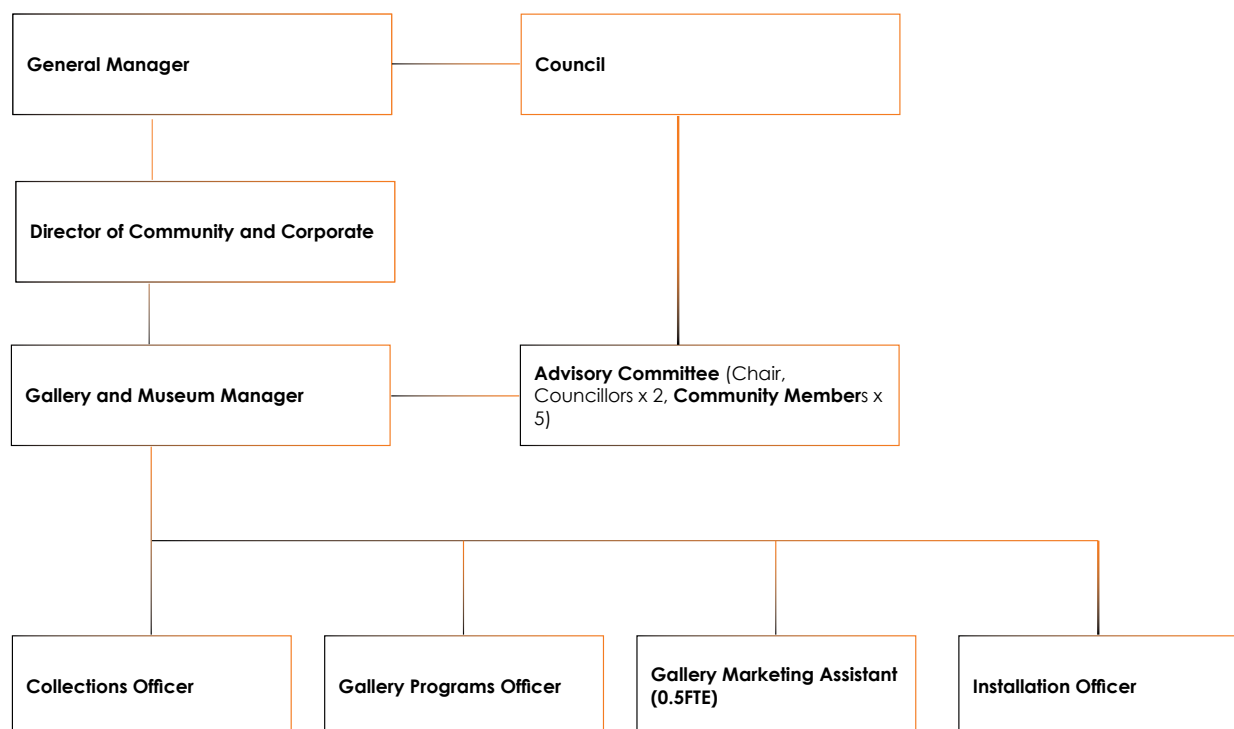 General Manager
Council
Director of Community and Corporate
Gallery and Museum Manager
Advisory Committee (Chair,
Councillors x 2, Community Members x
5)
Collections Officer
Gallery Programs Officer
Gallery Marketing Assistant
(0.5FTE)
Installation Officer